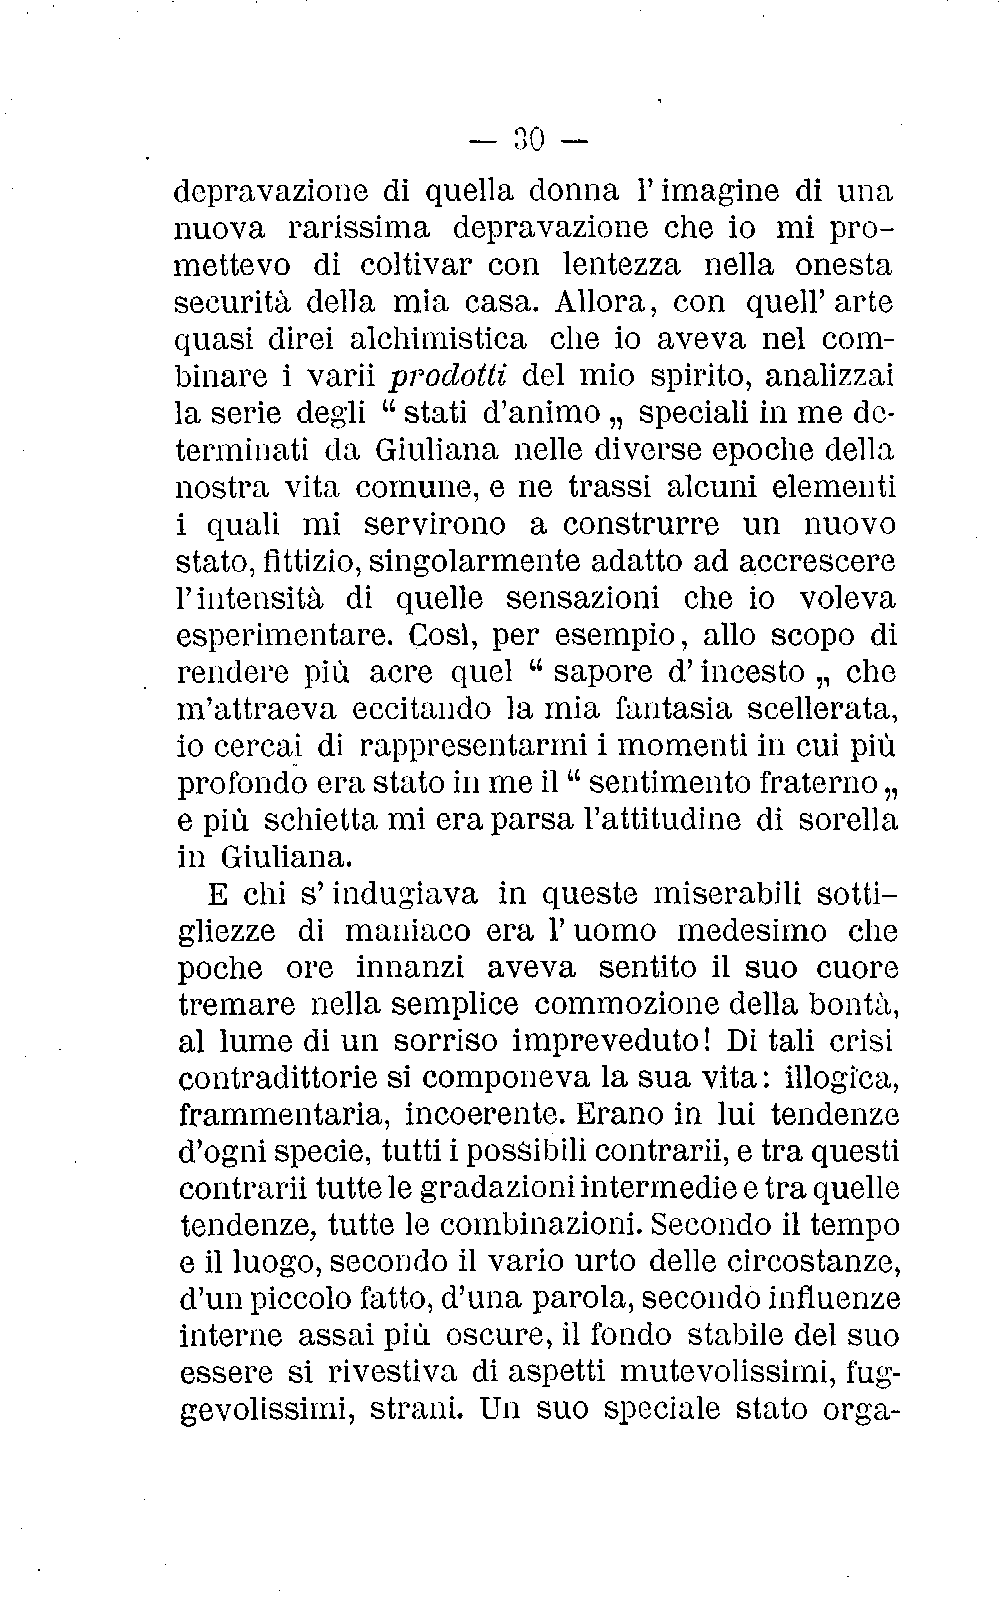 — 30 —
depravazione di quella donna l' imagine di una
nuova rarissima depravazione che io mi pro-
mettevo di coltivar con lentezza nella onesta
securità della mia casa. Allora, con quell' arte
quasi direi alchimistica che io aveva nel com-
binare i varii prodotti del mio spirito, analizzai
la serie degli “ stati d'animo „ speciali in me de-
terminati da Giuliana nelle diverse epoche della
nostra vita comune, e ne trassi alcuni elementi
i quali mi servirono a construrre un nuovo
stato, fittizio, singolarmente adatto ad accrescere
l'intensità di quelle sensazioni che io voleva
esperimentare. Così, per esempio, allo scopo di
rendere più acre quel “ sapore d' incesto „ che
m'attraeva eccitando la mia fantasia scellerata,
io cercai di rappresentarmi i momenti in cui più
profondo era stato in me il “ sentimento fraterno „
e più schietta mi era parsa l'attitudine di sorella
in Giuliana.
E chi s' indugiava in queste miserabili sotti-
gliezze di maniaco era l' uomo medesimo che
poche ore innanzi aveva sentito il suo cuore
tremare nella semplice commozione della bontà,
al lume di un sorriso impreveduto! Di tali crisi
contradittorie si componeva la sua vita: illogica,
frammentaria, incoerente. Erano in lui tendenze
d'ogni specie, tutti i possibili contrarii, e tra questi
contrarii tutte le gradazioni intermedie e tra quelle
tendenze, tutte le combinazioni. Secondo il tempo
e il luogo, secondo il vario urto delle circostanze,
d'un piccolo fatto, d'una parola, secondo influenze
interne assai più oscure, il fondo stabile del suo
essere si rivestiva di aspetti mutevolissimi, fug-
gevolissimi, strani. Un suo speciale stato orga-